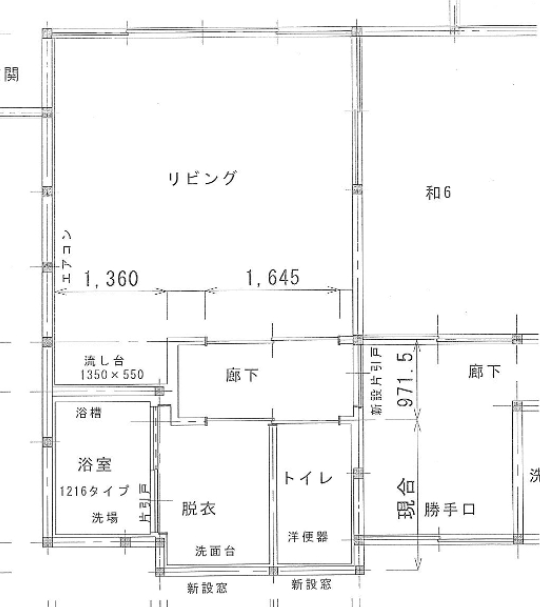 関
リビング
和6
エアコン
1,360
1,645
流し台
1350×550
廊下
新設片引戸
971.5
廊下
浴槽
浴室
1216タイプ
洗場
片引戸
脱衣
洗面台
トイレ
洋便器
現合
勝手口
洗
新設窓
新設窓